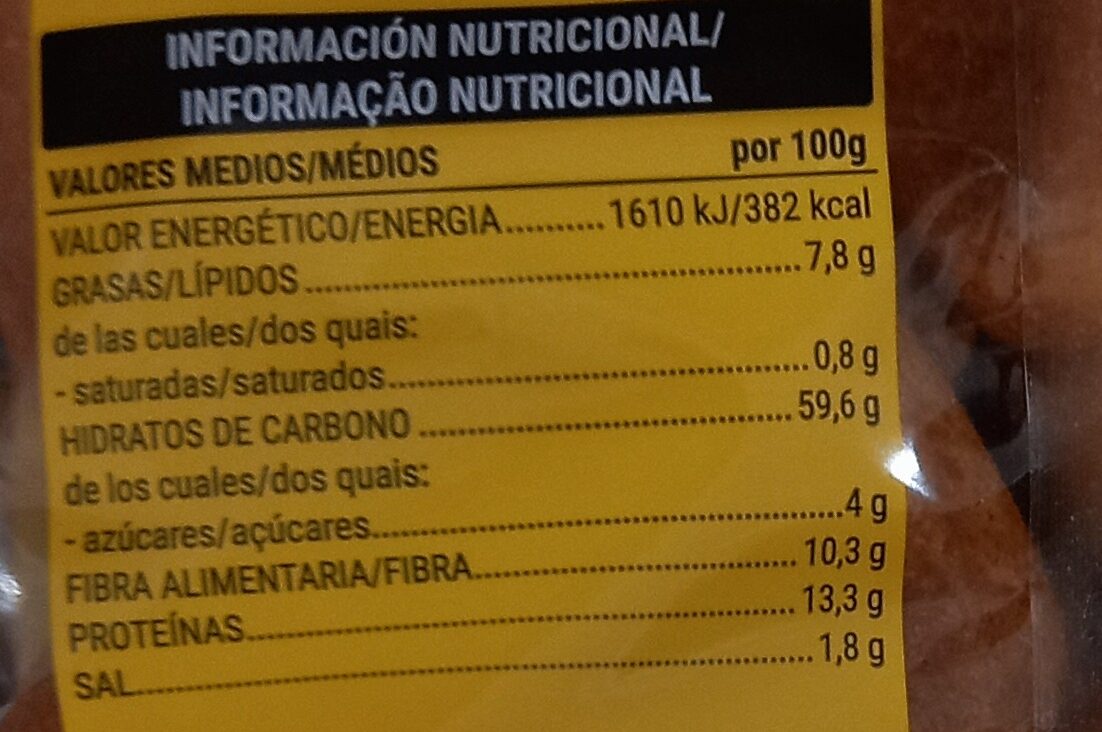 INFORMACIÓN NUTRICIONAL/
INFORMAÇÃO NUTRICIONAL
VALORES MEDIOS/MÉDIOS por 100g
VALOR ENERGÉTICO/ENERGIA.......... 1610 kJ/382 kcal
GRASAS/LÍPIDOS .......... 7,8 g
de las cuales/dos quais:
- saturadas/saturados.......... 0,8 g
HIDRATOS DE CARBONO .......... 59,6 g
de los cuales/dos quais:
- azúcares/açúcares.......... 4 g
FIBRA ALIMENTARIA/FIBRA.......... 10,3 g
PROTEÍNAS.......... 13,3 g
SAL.......... 1,8 g